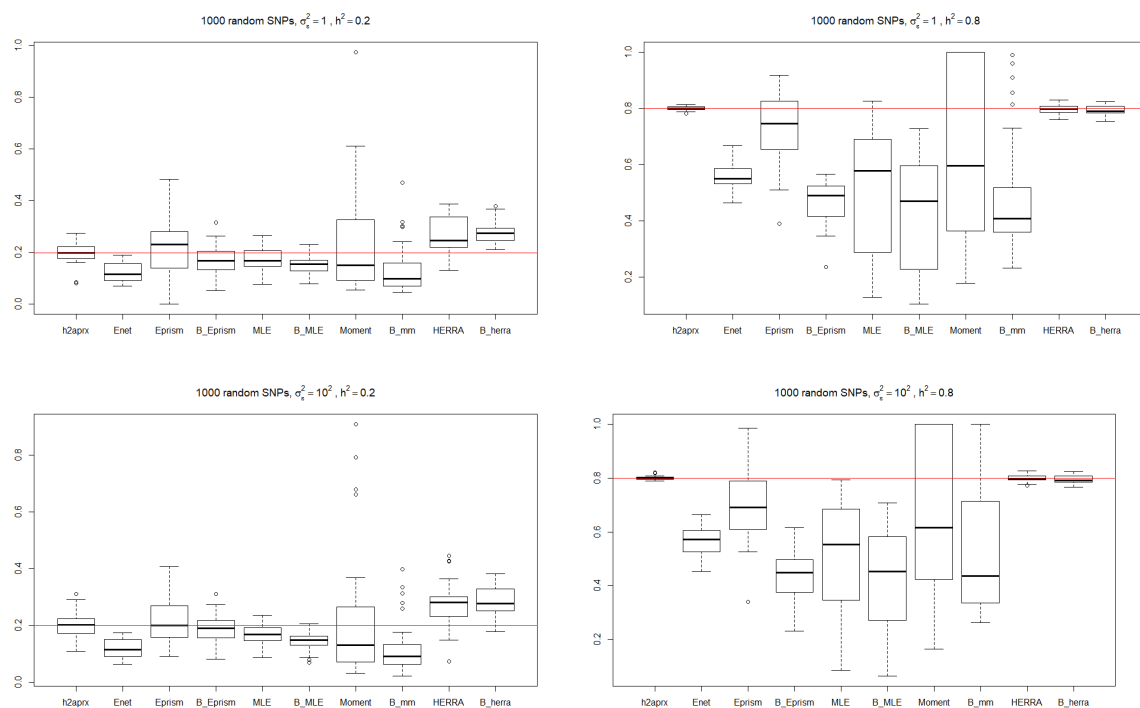 1000 random SNPs, σ²ₑ = 1 , h² = 0.2
1.0
0.8
0.6
0.4
0.2
0.0
h2aprx Enet Eprism B_Eprism MLE B_MLE Moment B_mm HERRA B_herra
1000 random SNPs, σ²ₑ = 1 , h² = 0.8
1.0
0.8
0.6
0.4
0.2
h2aprx Enet Eprism B_Eprism MLE B_MLE Moment B_mm HERRA B_herra
1000 random SNPs, σ²ₑ = 10² , h² = 0.2
0.8
0.6
0.4
0.2
0.0
h2aprx Enet Eprism B_Eprism MLE B_MLE Moment B_mm HERRA B_herra
1000 random SNPs, σ²ₑ = 10² , h² = 0.8
1.0
0.8
0.6
0.4
0.2
h2aprx Enet Eprism B_Eprism MLE B_MLE Moment B_mm HERRA B_herra